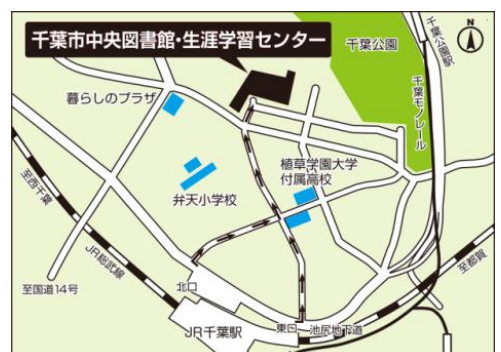 千葉市中央図書館・生涯学習センター
千葉公園
千葉公園駅
N
千葉モノレール
暮らしのプラザ
植草学園大学
付属高校
弁天小学校
至西千葉
JR総武線
至国道14号
北口
JR千葉駅
東口
池尻地下道
至都賀